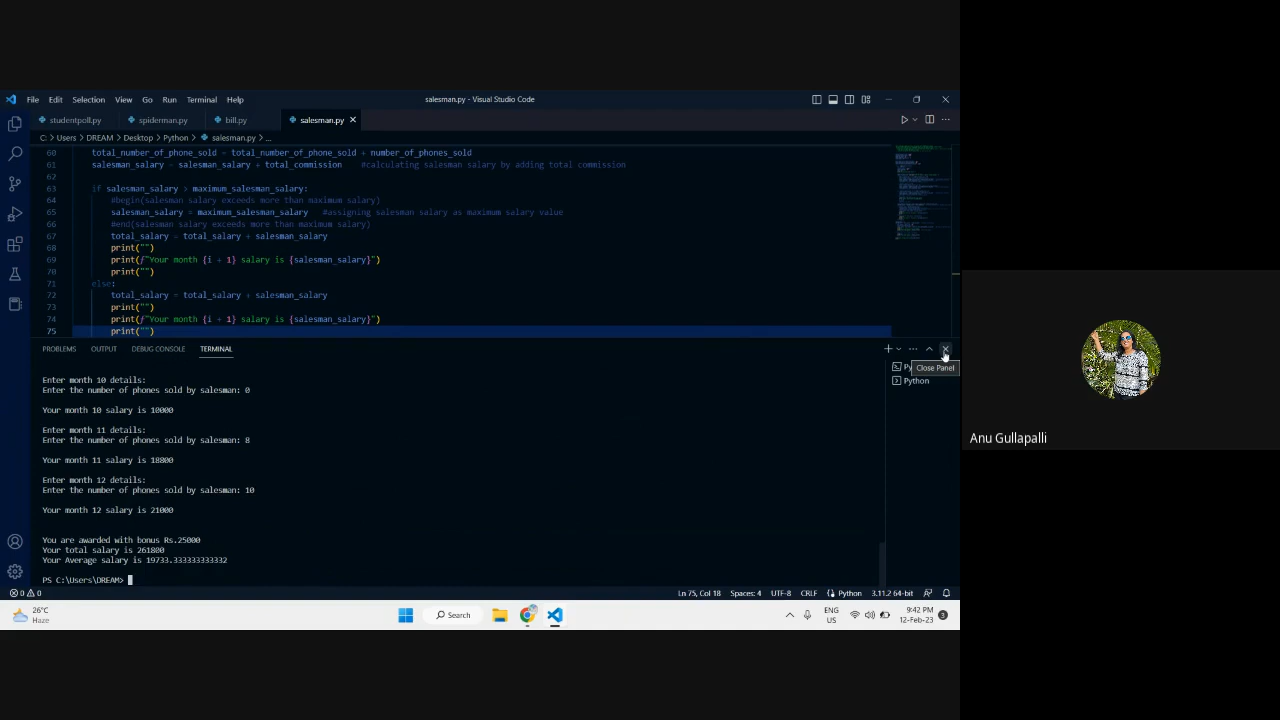 File Edit Selection View Go Run Terminal Help
salesman.py - Visual Studio Code
studentpoll.py spiderman.py bill.py salesman.py
C: > Users > DREAM > Desktop > Python > salesman.py > ...
60 total_number_of_phone_sold = total_number_of_phone_sold + number_of_phones_sold
61 salesman_salary = salesman_salary + total_commission #calculating salesman salary by adding total commission
62
63 if salesman_salary > maximum_salesman_salary:
64 #begin(salesman salary exceeds more than maximum salary)
65 salesman_salary = maximum_salesman_salary #assigning salesman salary as maximum salary value
66 #end(salesman salary exceeds more than maximum salary)
67 total_salary = total_salary + salesman_salary
68 print("")
69 print(f"Your month {i + 1} salary is {salesman_salary}")
70 print("")
71 else:
72 total_salary = total_salary + salesman_salary
73 print("")
74 print(f"Your month {i + 1} salary is {salesman_salary}")
75 print("")
PROBLEMS OUTPUT DEBUG CONSOLE TERMINAL
Close Panel
Python
Enter month 10 details:
Enter the number of phones sold by salesman: 0
Your month 10 salary is 10000
Enter month 11 details:
Enter the number of phones sold by salesman: 8
Your month 11 salary is 18800
Enter month 12 details:
Enter the number of phones sold by salesman: 10
Your month 12 salary is 21000
You are awarded with bonus Rs.25000
Your total salary is 261800
Your Average salary is 19733.333333333332
PS C:\Users\DREAM>
0 0 Ln 75, Col 18 Spaces: 4 UTF-8 CRLF Python 3.11.2 64-bit
26°C
Haze
Search
ENG
US
9:42 PM
12-Feb-23
3
Anu Gullapalli